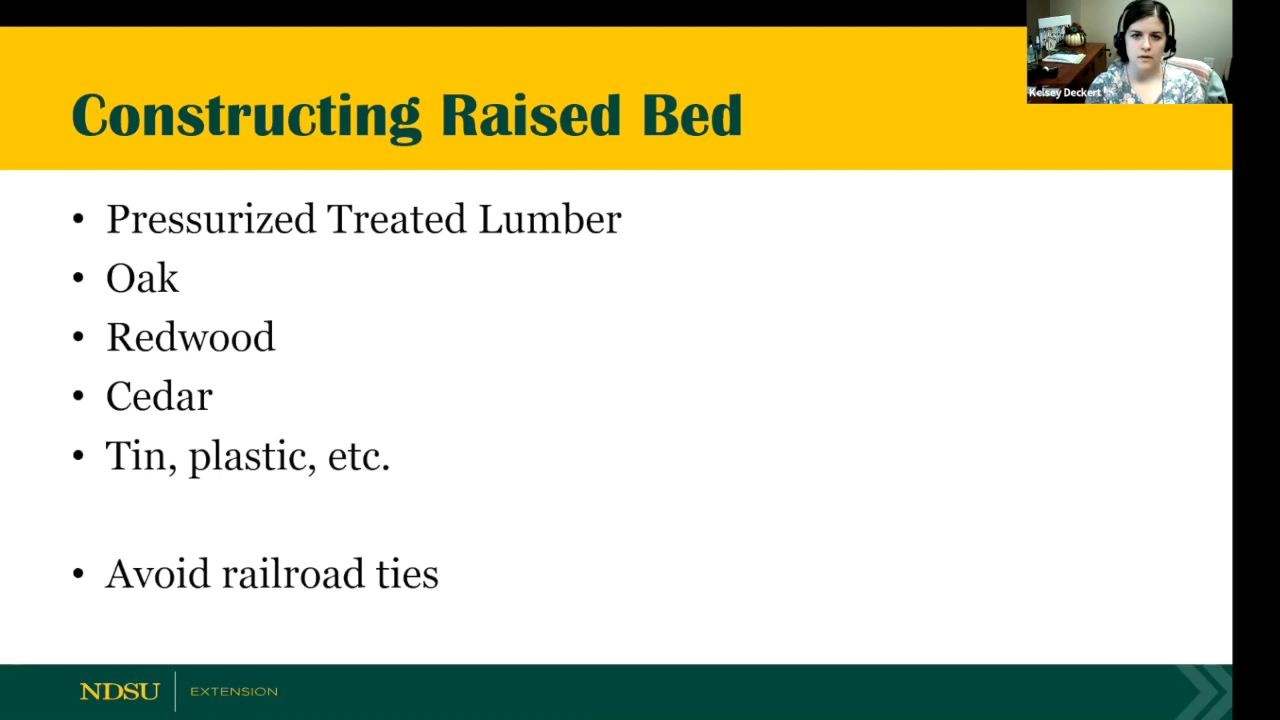 Constructing Raised Bed
Kelsey Deckert
• Pressurized Treated Lumber
• Oak
• Redwood
• Cedar
• Tin, plastic, etc.
• Avoid railroad ties
NDSU EXTENSION